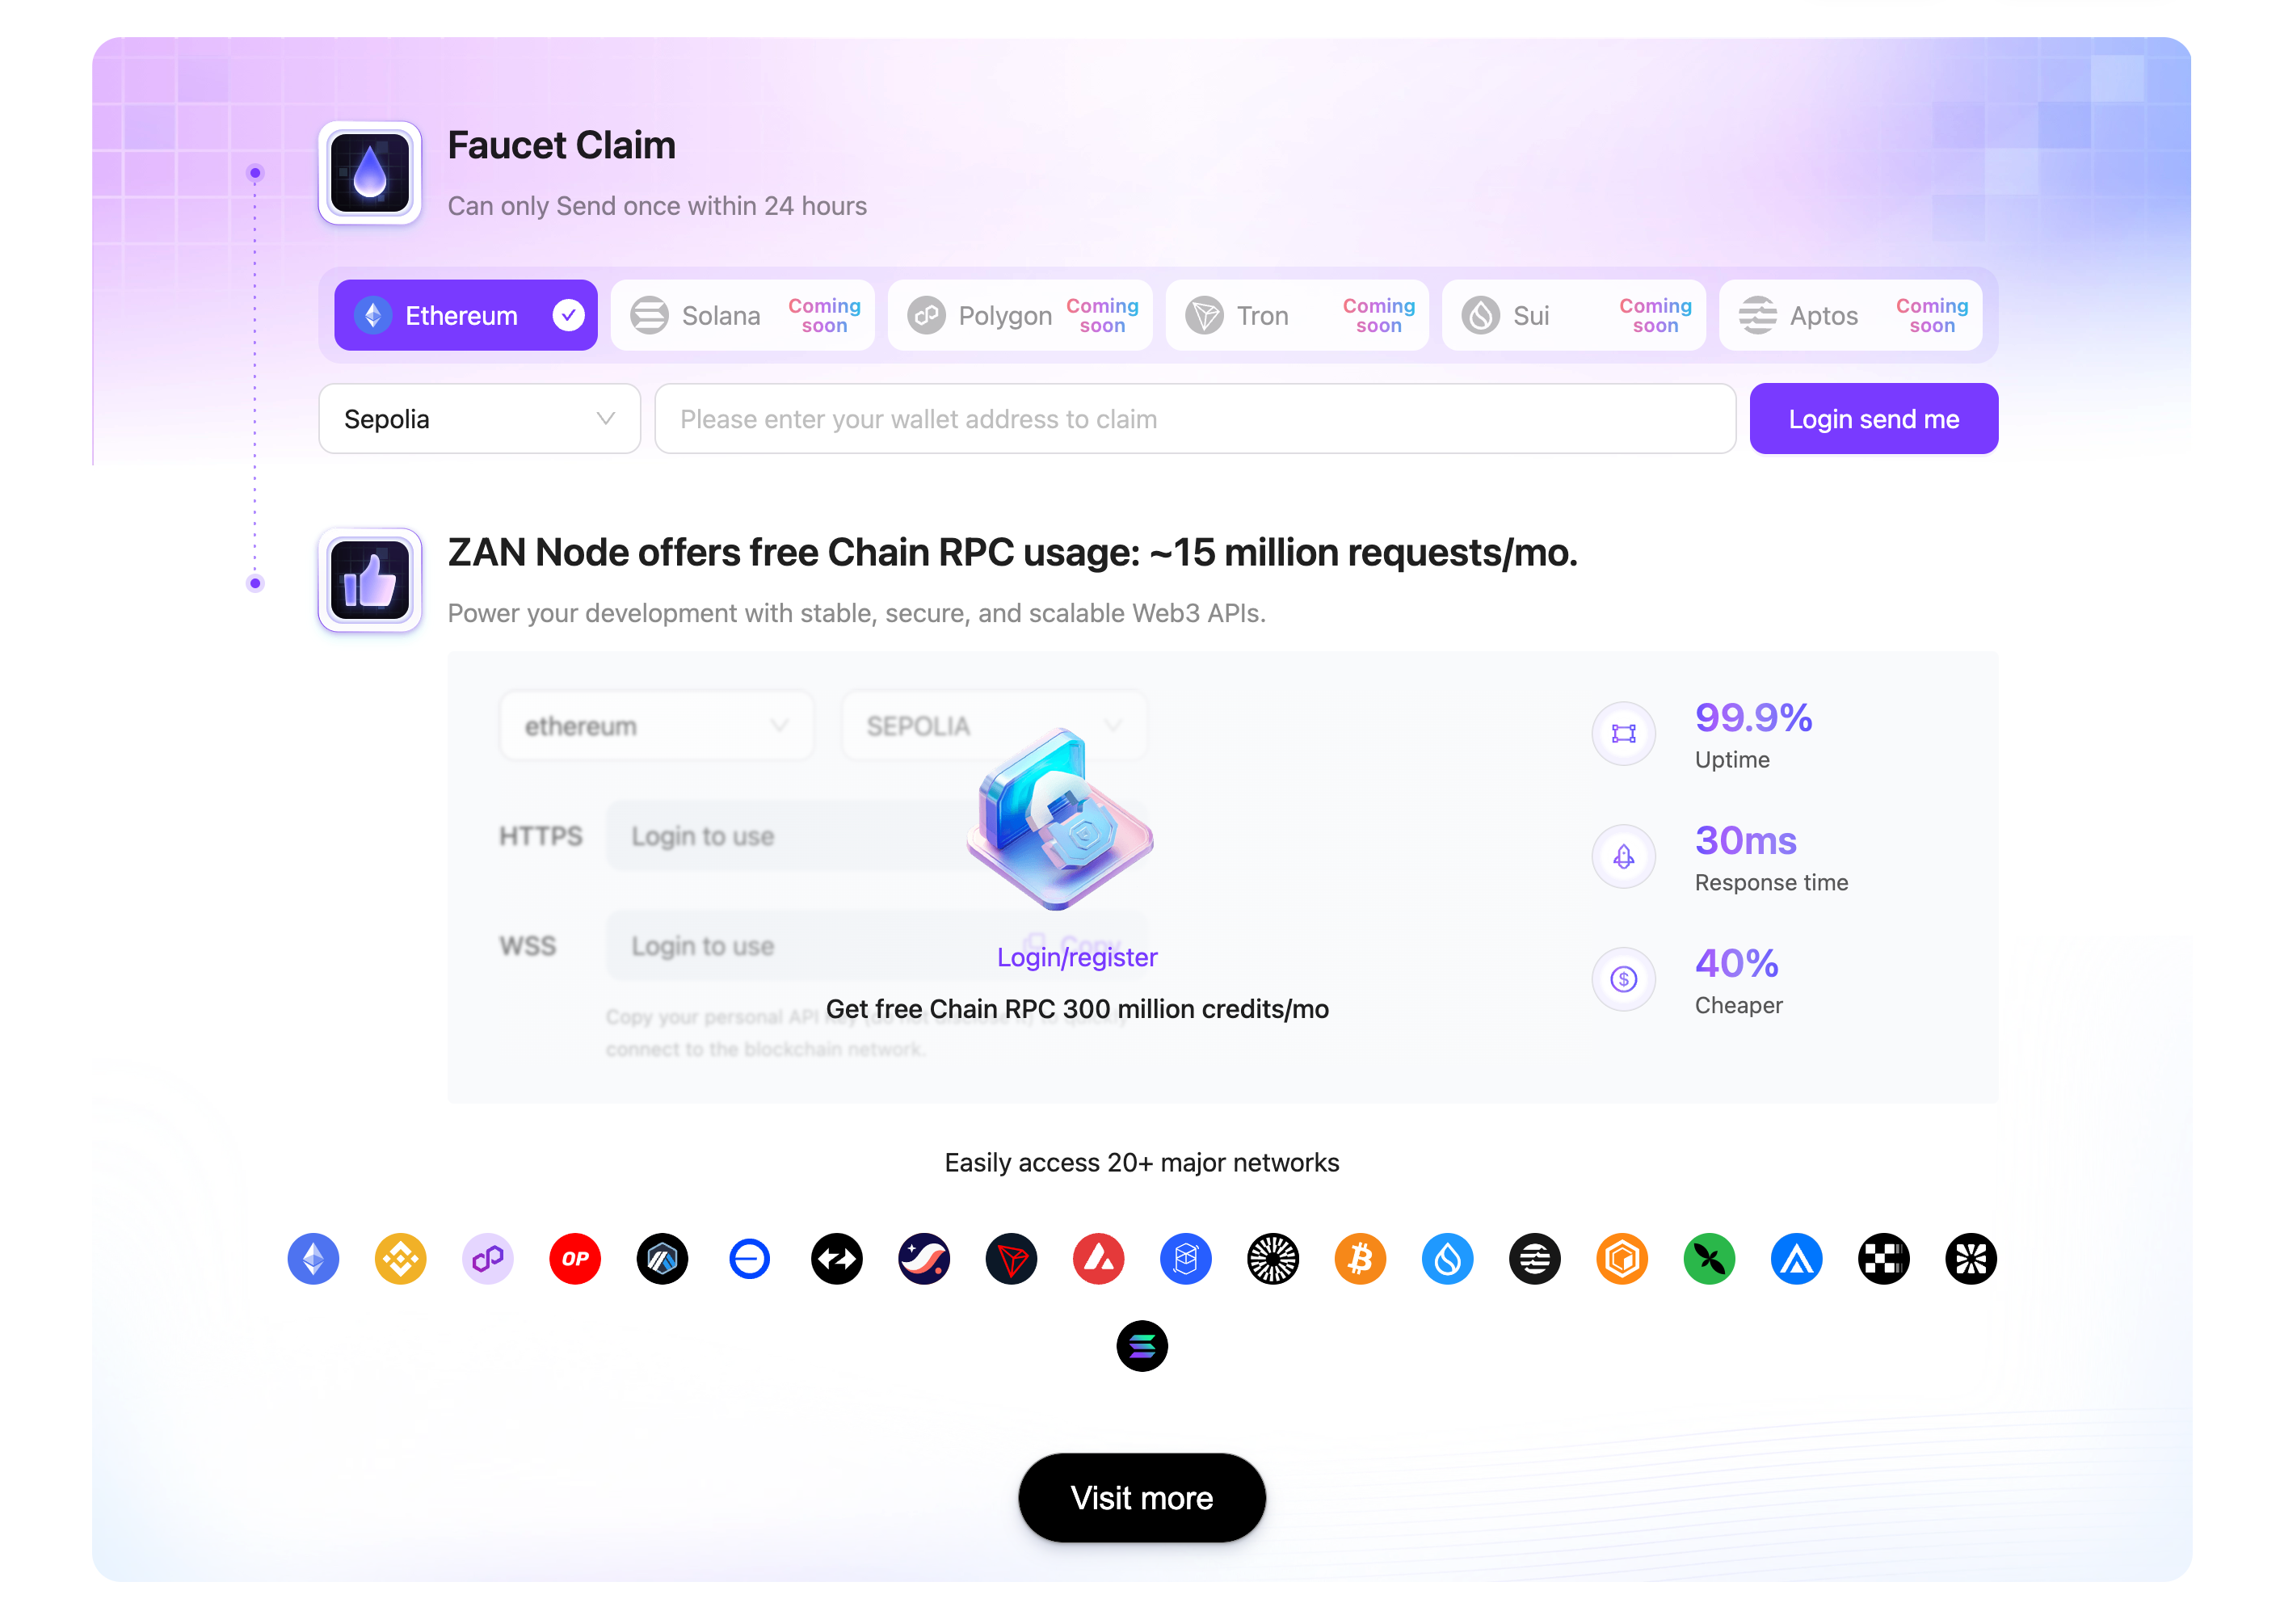 Faucet Claim
Can only Send once within 24 hours
Ethereum
Solana
Coming
soon
Polygon
Coming
soon
Tron
Coming
soon
Sui
Coming
soon
Aptos
Coming
soon
Sepolia
Please enter your wallet address to claim
Login send me
ZAN Node offers free Chain RPC usage: ~15 million requests/mo.
Power your development with stable, secure, and scalable Web3 APIs.
ethereum
SEPOLIA
HTTPS
Login to use
WSS
Login to use
Copy
Login/register
Get free Chain RPC 300 million credits/mo
Copy your personal API
connect to the blockchain network.
99.9%
Uptime
30ms
Response time
40%
Cheaper
Easily access 20+ major networks
OP
Visit more